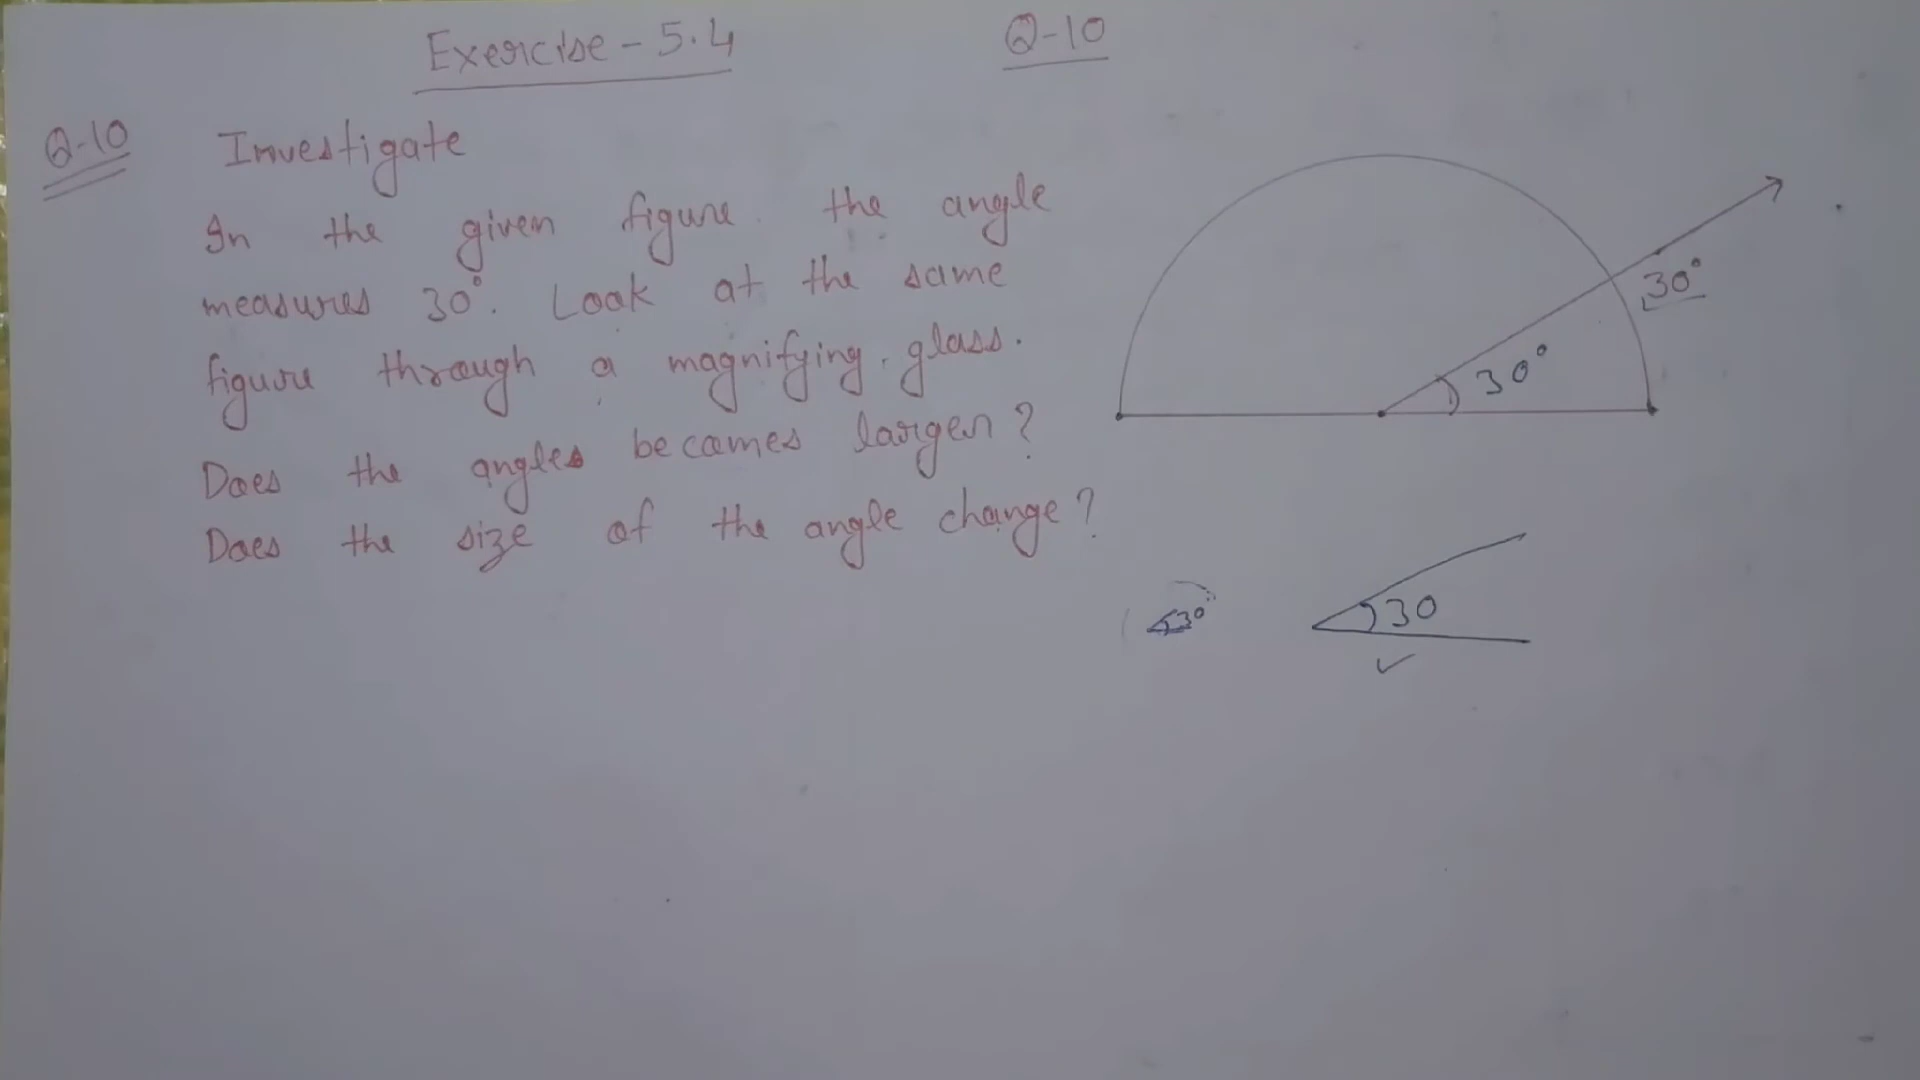 Exercise - 5.4
Q-10
Q-10 Investigate
In the given figure the angle
measures 30°. Look at the same
figure through a magnifying glass.
Does the angles becomes larger?
Does the size of the angle change?
30°
30°
30°
30